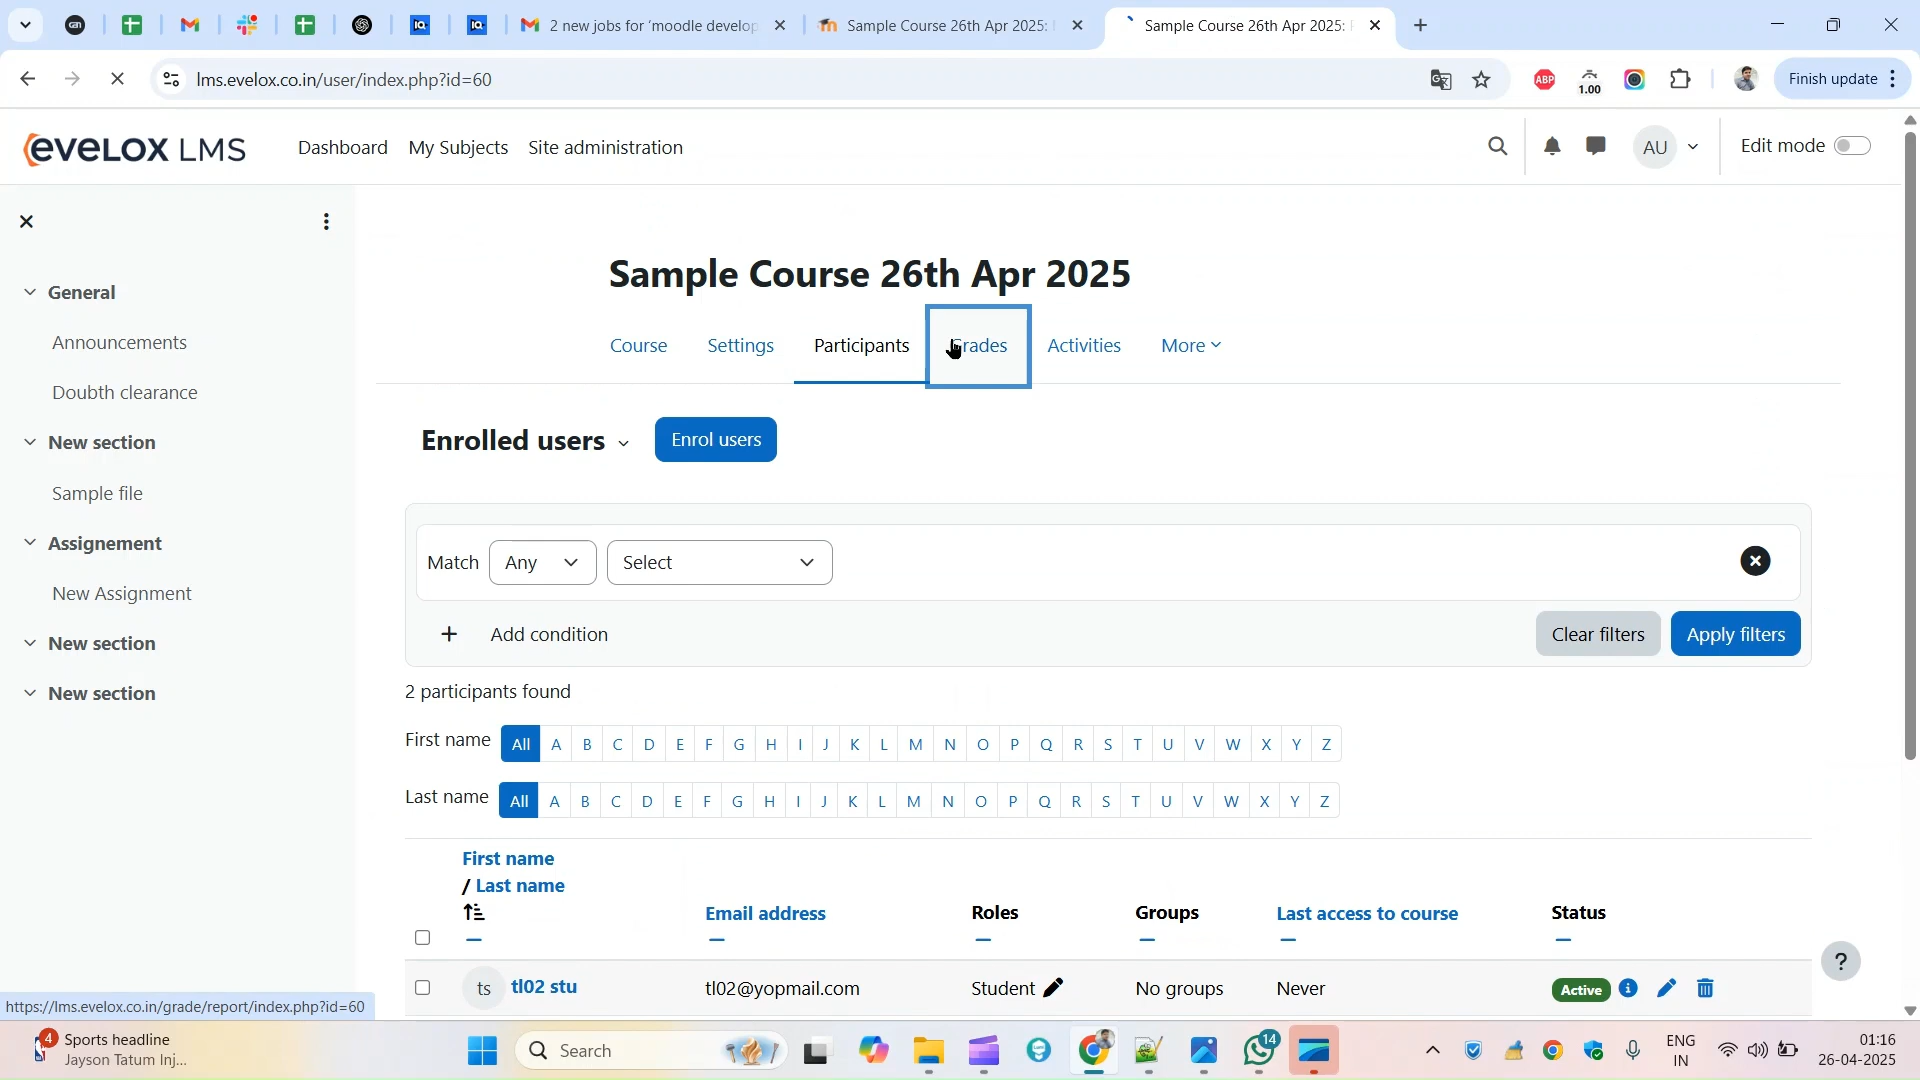 2 new jobs for 'moodle develop
Sample Course 26th Apr 2025:
Sample Course 26th Apr 2025:
lms.evelox.co.in/user/index.php?id=60
ABP
1.00
Finish update
eveLOX LMS
Dashboard
My Subjects
Site administration
AU
Edit mode
General
Announcements
Doubth clearance
New section
Sample file
Assignement
New Assignment
New section
New section
Sample Course 26th Apr 2025
Course
Settings
Participants
Grades
Activities
More
Enrolled users
Enrol users
Match
Any
Select
Add condition
Clear filters
Apply filters
2 participants found
First name
All A B C D E F G H I J K L M N O P Q R S T U V W X Y Z
Last name
All A B C D E F G H I J K L M N O P Q R S T U V W X Y Z
First name
/ Last name
Email address
Roles
Groups
Last access to course
Status
ts
tl02 stu
tl02@yopmail.com
Student
No groups
Never
Active
?
https://lms.evelox.co.in/grade/report/index.php?id=60
4
Sports headline
Jayson Tatum Inj...
Search
14
ENG
IN
01:16
26-04-2025